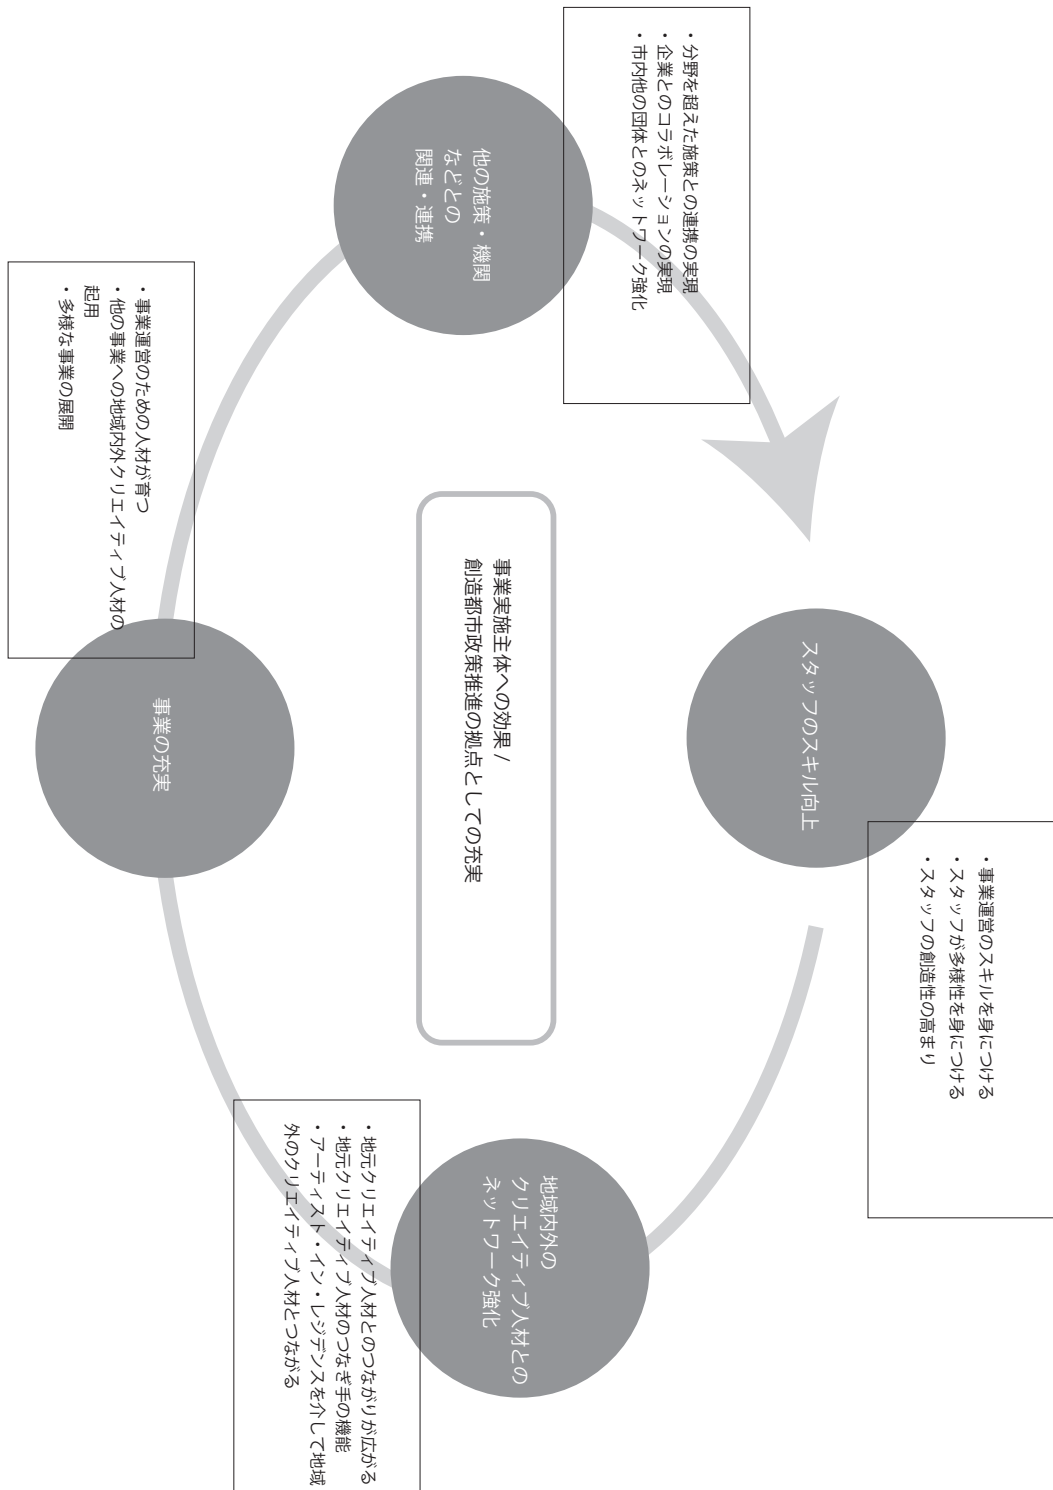 事業実施主体への効果 /
創造都市政策推進の拠点としての充実
スタッフのスキル向上
・事業運営のスキルを身につける
・スタッフが多様性を身につける
・スタッフの創造性の高まり
地域内外の
クリエイティブ人材との
ネットワーク強化
・地元クリエイティブ人材とのつながりが広がる
・地元クリエイティブ人材のつなぎ手の機能
・アーティスト・イン・レジデンスを介して地域
外のクリエイティブ人材とつながる
事業の充実
・事業運営のための人材が育つ
・他の事業への地域内外クリエイティブ人材の
起用
・多様な事業の展開
他の施策・機関
などとの
関連・連携
・分野を超えた施策との連携の実現
・企業とのコラボレーションの実現
・市内他の団体とのネットワーク強化